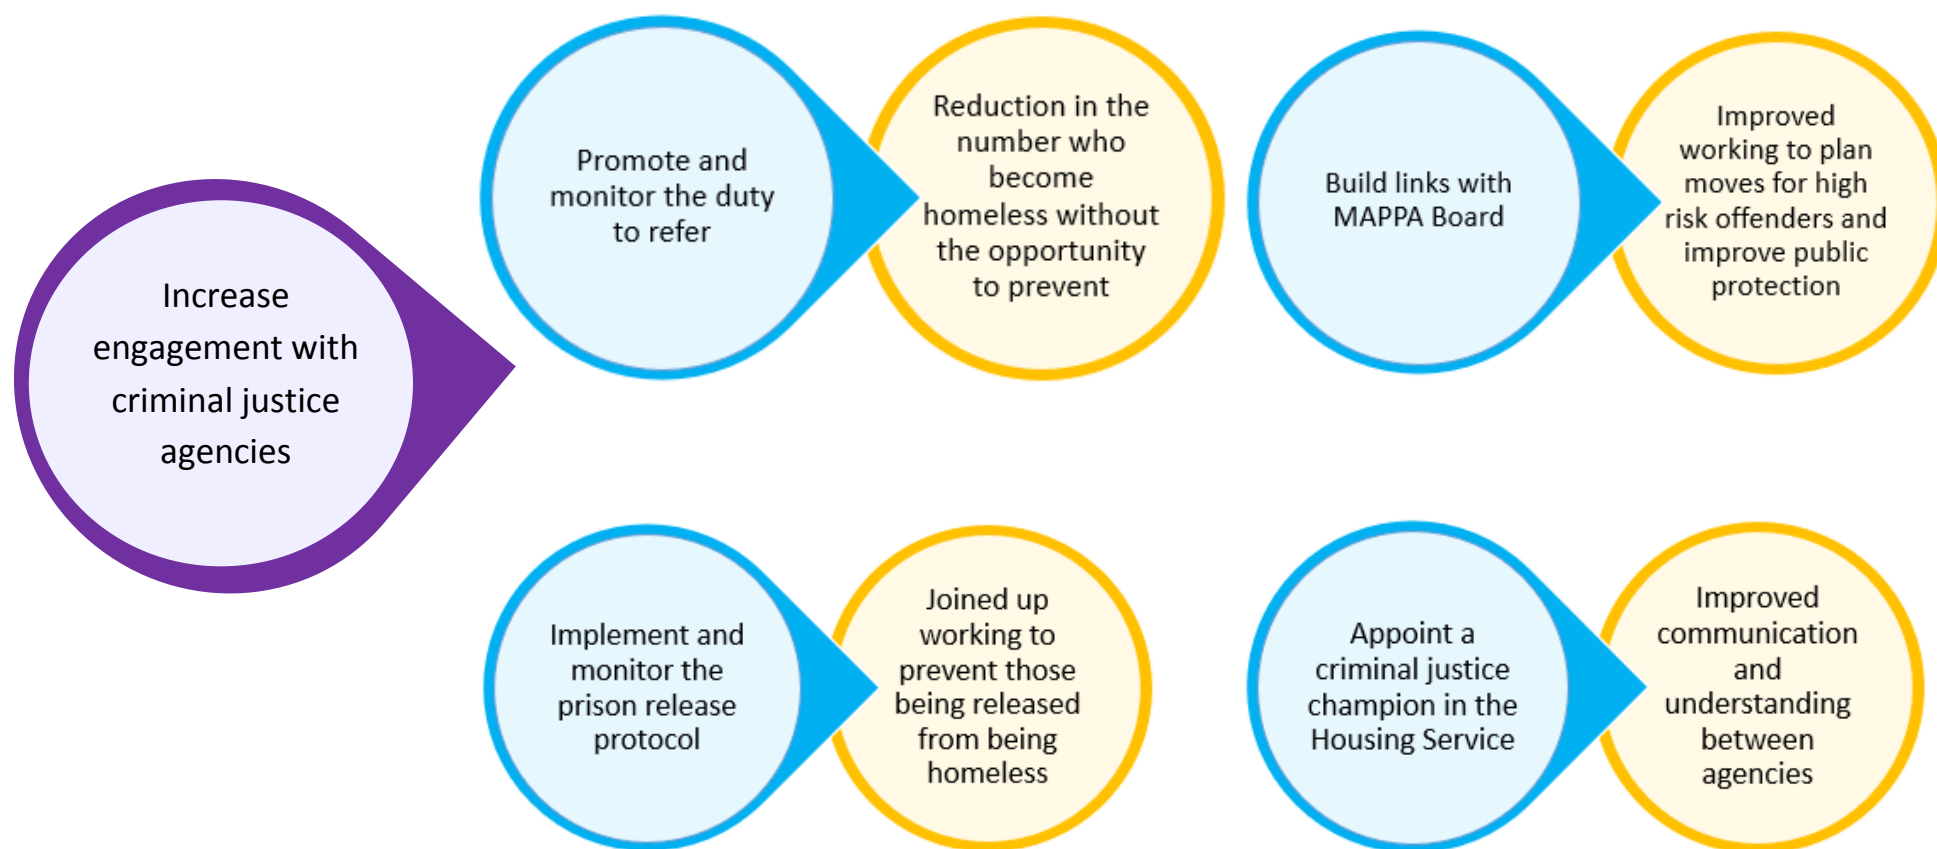 Increase
engagement with
criminal justice
agencies
Promote and
monitor the duty
to refer
Reduction in the
number who
become
homeless without
the opportunity
to prevent
Build links with
MAPPA Board
Improved
working to plan
moves for high
risk offenders and
improve public
protection
Implement and
monitor the
prison release
protocol
Joined up
working to
prevent those
being released
from being
homeless
Appoint a
criminal justice
champion in the
Housing Service
Improved
communication
and
understanding
between
agencies